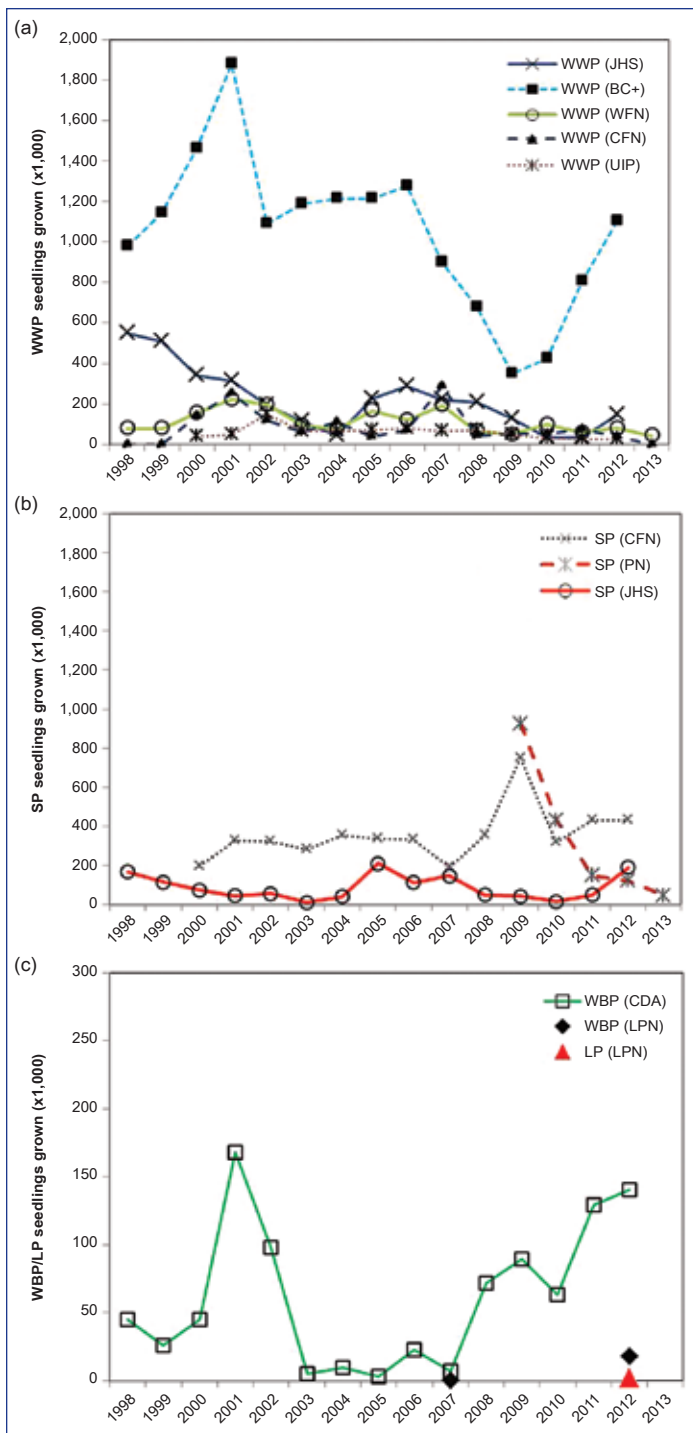 (a)
2,000
1,800
1,600
1,400
1,200
1,000
800
600
400
200
0
WWP seedlings grown (x1,000)
WWP (JHS)
WWP (BC+)
WWP (WFN)
WWP (CFN)
WWP (UIP)
1998 1999 2000 2001 2002 2003 2004 2005 2006 2007 2008 2009 2010 2011 2012 2013
(b)
2,000
1,800
1,600
1,400
1,200
1,000
800
600
400
200
0
SP seedlings grown (x1,000)
SP (CFN)
SP (PN)
SP (JHS)
1998 1999 2000 2001 2002 2003 2004 2005 2006 2007 2008 2009 2010 2011 2012 2013
(c)
300
250
200
150
100
50
0
WBP/LP seedlings grown (x1,000)
WBP (CDA)
WBP (LPN)
LP (LPN)
1998 1999 2000 2001 2002 2003 2004 2005 2006 2007 2008 2009 2010 2011 2012 2013